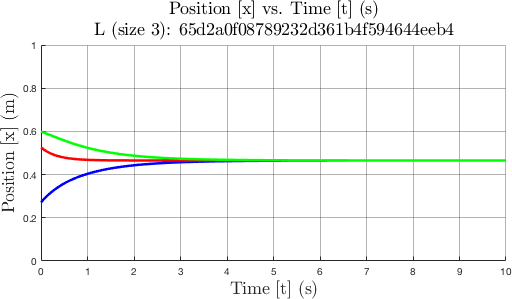 Position [x] vs. Time [t] (s)
L (size 3): 65d2a0f08789232d361b4f594644eeb4
1
0.8
0.6
0.4
0.2
0
Position [x] (m)
0 1 2 3 4 5 6 7 8 9 10
Time [t] (s)